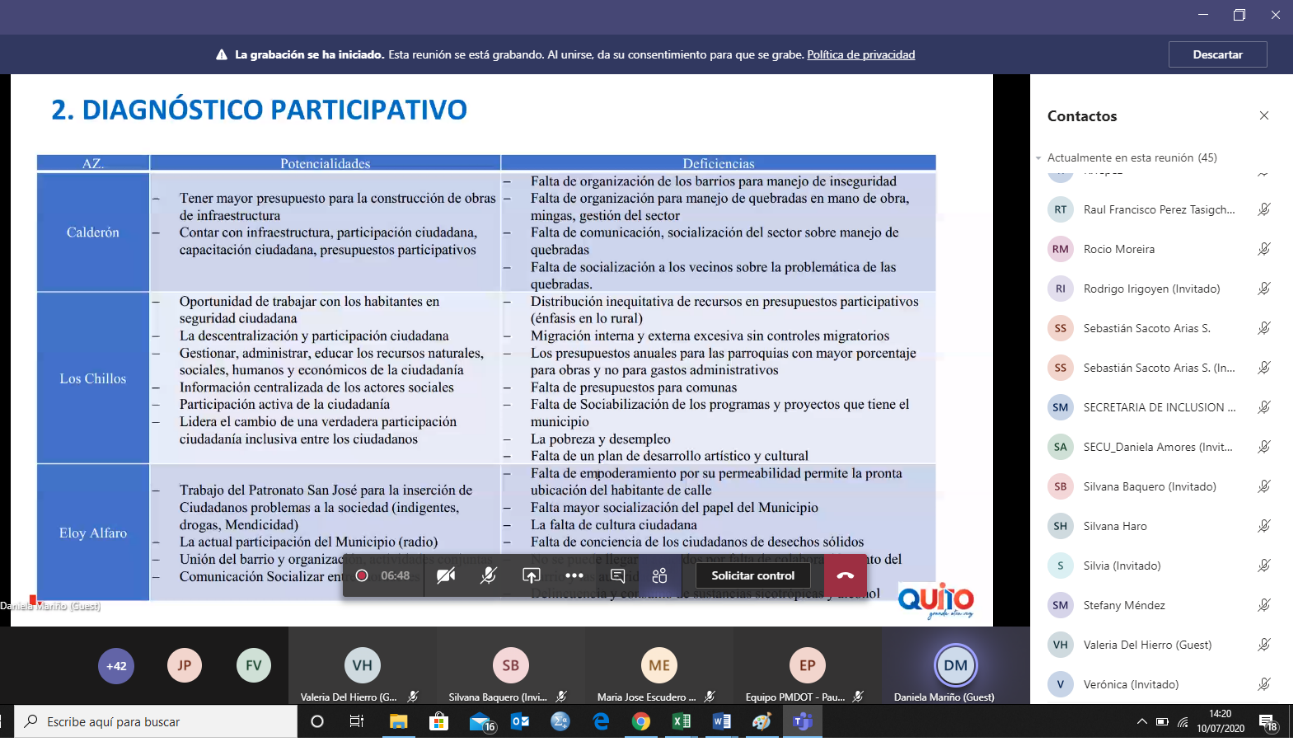 La grabación se ha iniciado. Esta reunión se está grabando. Al unirse, da su consentimiento para que se grabe. Política de privacidad
Descartar
2. DIAGNÓSTICO PARTICIPATIVO
AZ.
Potencialidades
Deficiencias
Calderón
– Tener mayor presupuesto para la construcción de obras
de infraestructura
– Contar con infraestructura, participación ciudadana,
capacitación ciudadana, presupuestos participativos
– Falta de organización de los barrios para manejo de inseguridad
– Falta de organización para manejo de quebradas en mano de obra,
mingas, gestión del sector
– Falta de comunicación, socialización del sector sobre manejo de
quebradas
– Falta de socialización a los vecinos sobre la problemática de las
quebradas.
Los Chillos
– Oportunidad de trabajar con los habitantes en
seguridad ciudadana
– La descentralización y participación ciudadana
– Gestionar, administrar, educar los recursos naturales,
sociales, humanos y económicos de la ciudadanía
– Información centralizada de los actores sociales
– Participación activa de la ciudadanía
– Lidera el cambio de una verdadera participación
ciudadanía inclusiva entre los ciudadanos
– Distribución inequitativa de recursos en presupuestos participativos
(énfasis en lo rural)
– Migración interna y externa excesiva sin controles migratorios
– Los presupuestos anuales para las parroquias con mayor porcentaje
para obras y no para gastos administrativos
– Falta de presupuestos para comunas
– Falta de Sociabilización de los programas y proyectos que tiene el
municipio
– La pobreza y desempleo
– Falta de un plan de desarrollo artístico y cultural
Eloy Alfaro
– Trabajo del Patronato San José para la inserción de
Ciudadanos problemas a la sociedad (indigentes,
drogas, Mendicidad)
– La actual participación del Municipio (radio)
– Unión del barrio y organizac
– Comunicación Socializar ent
– Falta de empoderamiento por su permeabilidad permite la pronta
ubicación del habitante de calle
– Falta mayor socialización del papel del Municipio
– La falta de cultura ciudadana
– Falta de conciencia de los ciudadanos de desechos sólidos
del
06:48
Solicitar control
Daniela Mariño (Guest)
QUITO
grande otra vez
Contactos
Actualmente en esta reunión (45)
RT Raul Francisco Perez Tasigch...
RM Rocio Moreira
RI Rodrigo Irigoyen (Invitado)
SS Sebastián Sacoto Arias S.
SS Sebastián Sacoto Arias S. (In...
SM SECRETARIA DE INCLUSION ...
SA SECU_Daniela Amores (Invit...
SB Silvana Baquero (Invitado)
SH Silvana Haro
S Silvia (Invitado)
SM Stefany Méndez
VH Valeria Del Hierro (Guest)
V Verónica (Invitado)
+42
JP
FV
VH
Valeria Del Hierro (G...
SB
Silvana Baquero (Invi...
ME
Maria Jose Escudero ...
EP
Equipo PMDOT - Pau...
DM
Daniela Mariño (Guest)
Escribe aquí para buscar
16
14:20
10/07/2020
18